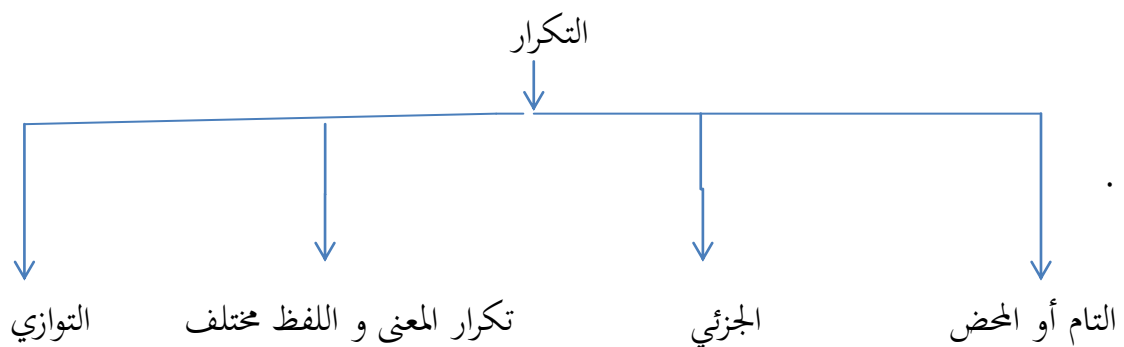 التكرار
.
التام أو المحض الجزئي تكرار المعنى و اللفظ مختلف التوازي